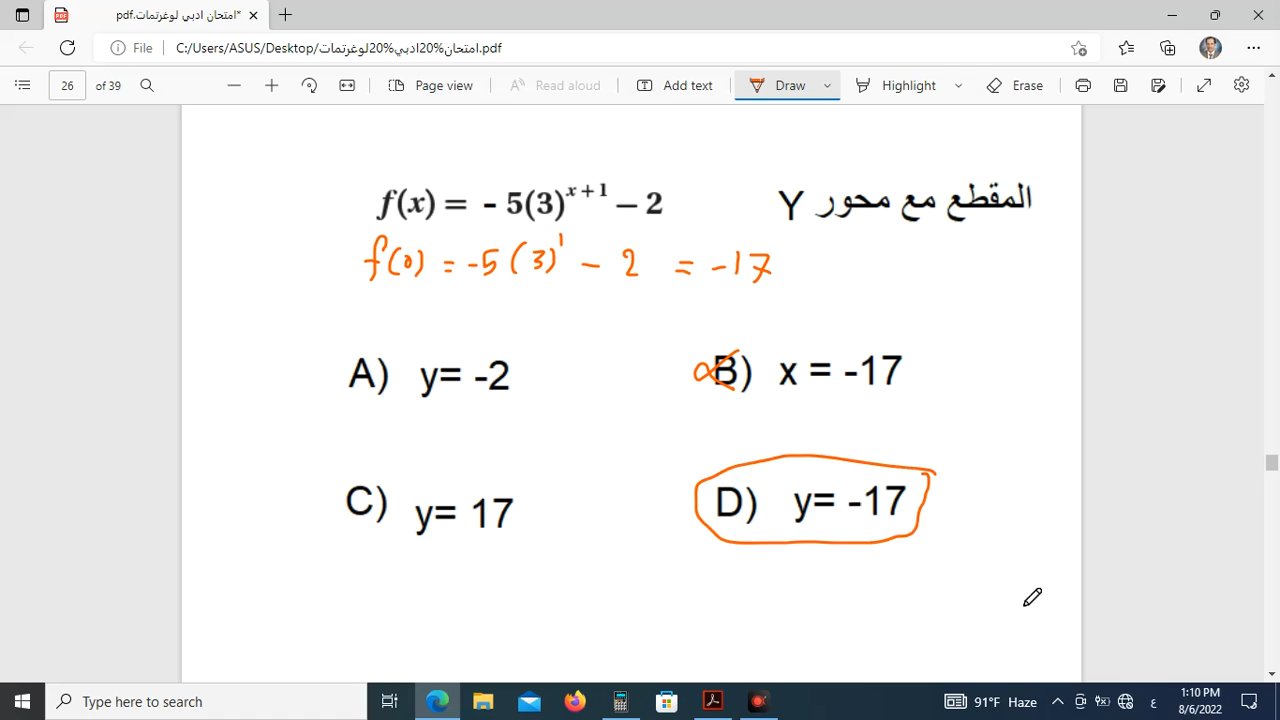 *امتحان ادبي لوغرتمات.pdf
File C:/Users/ASUS/Desktop/امتحان%20ادبي%20لوغرتمات.pdf
26 of 39 Page view Read aloud Add text Draw Highlight Erase
f(x) = - 5(3)^{x+1} – 2 المقطع مع محور Y
f(0) = -5 (3)^1 - 2 = -17
A) y= -2 B) x = -17
C) y= 17 D) y= -17
Type here to search 91°F Haze ع 1:10 PM
8/6/2022